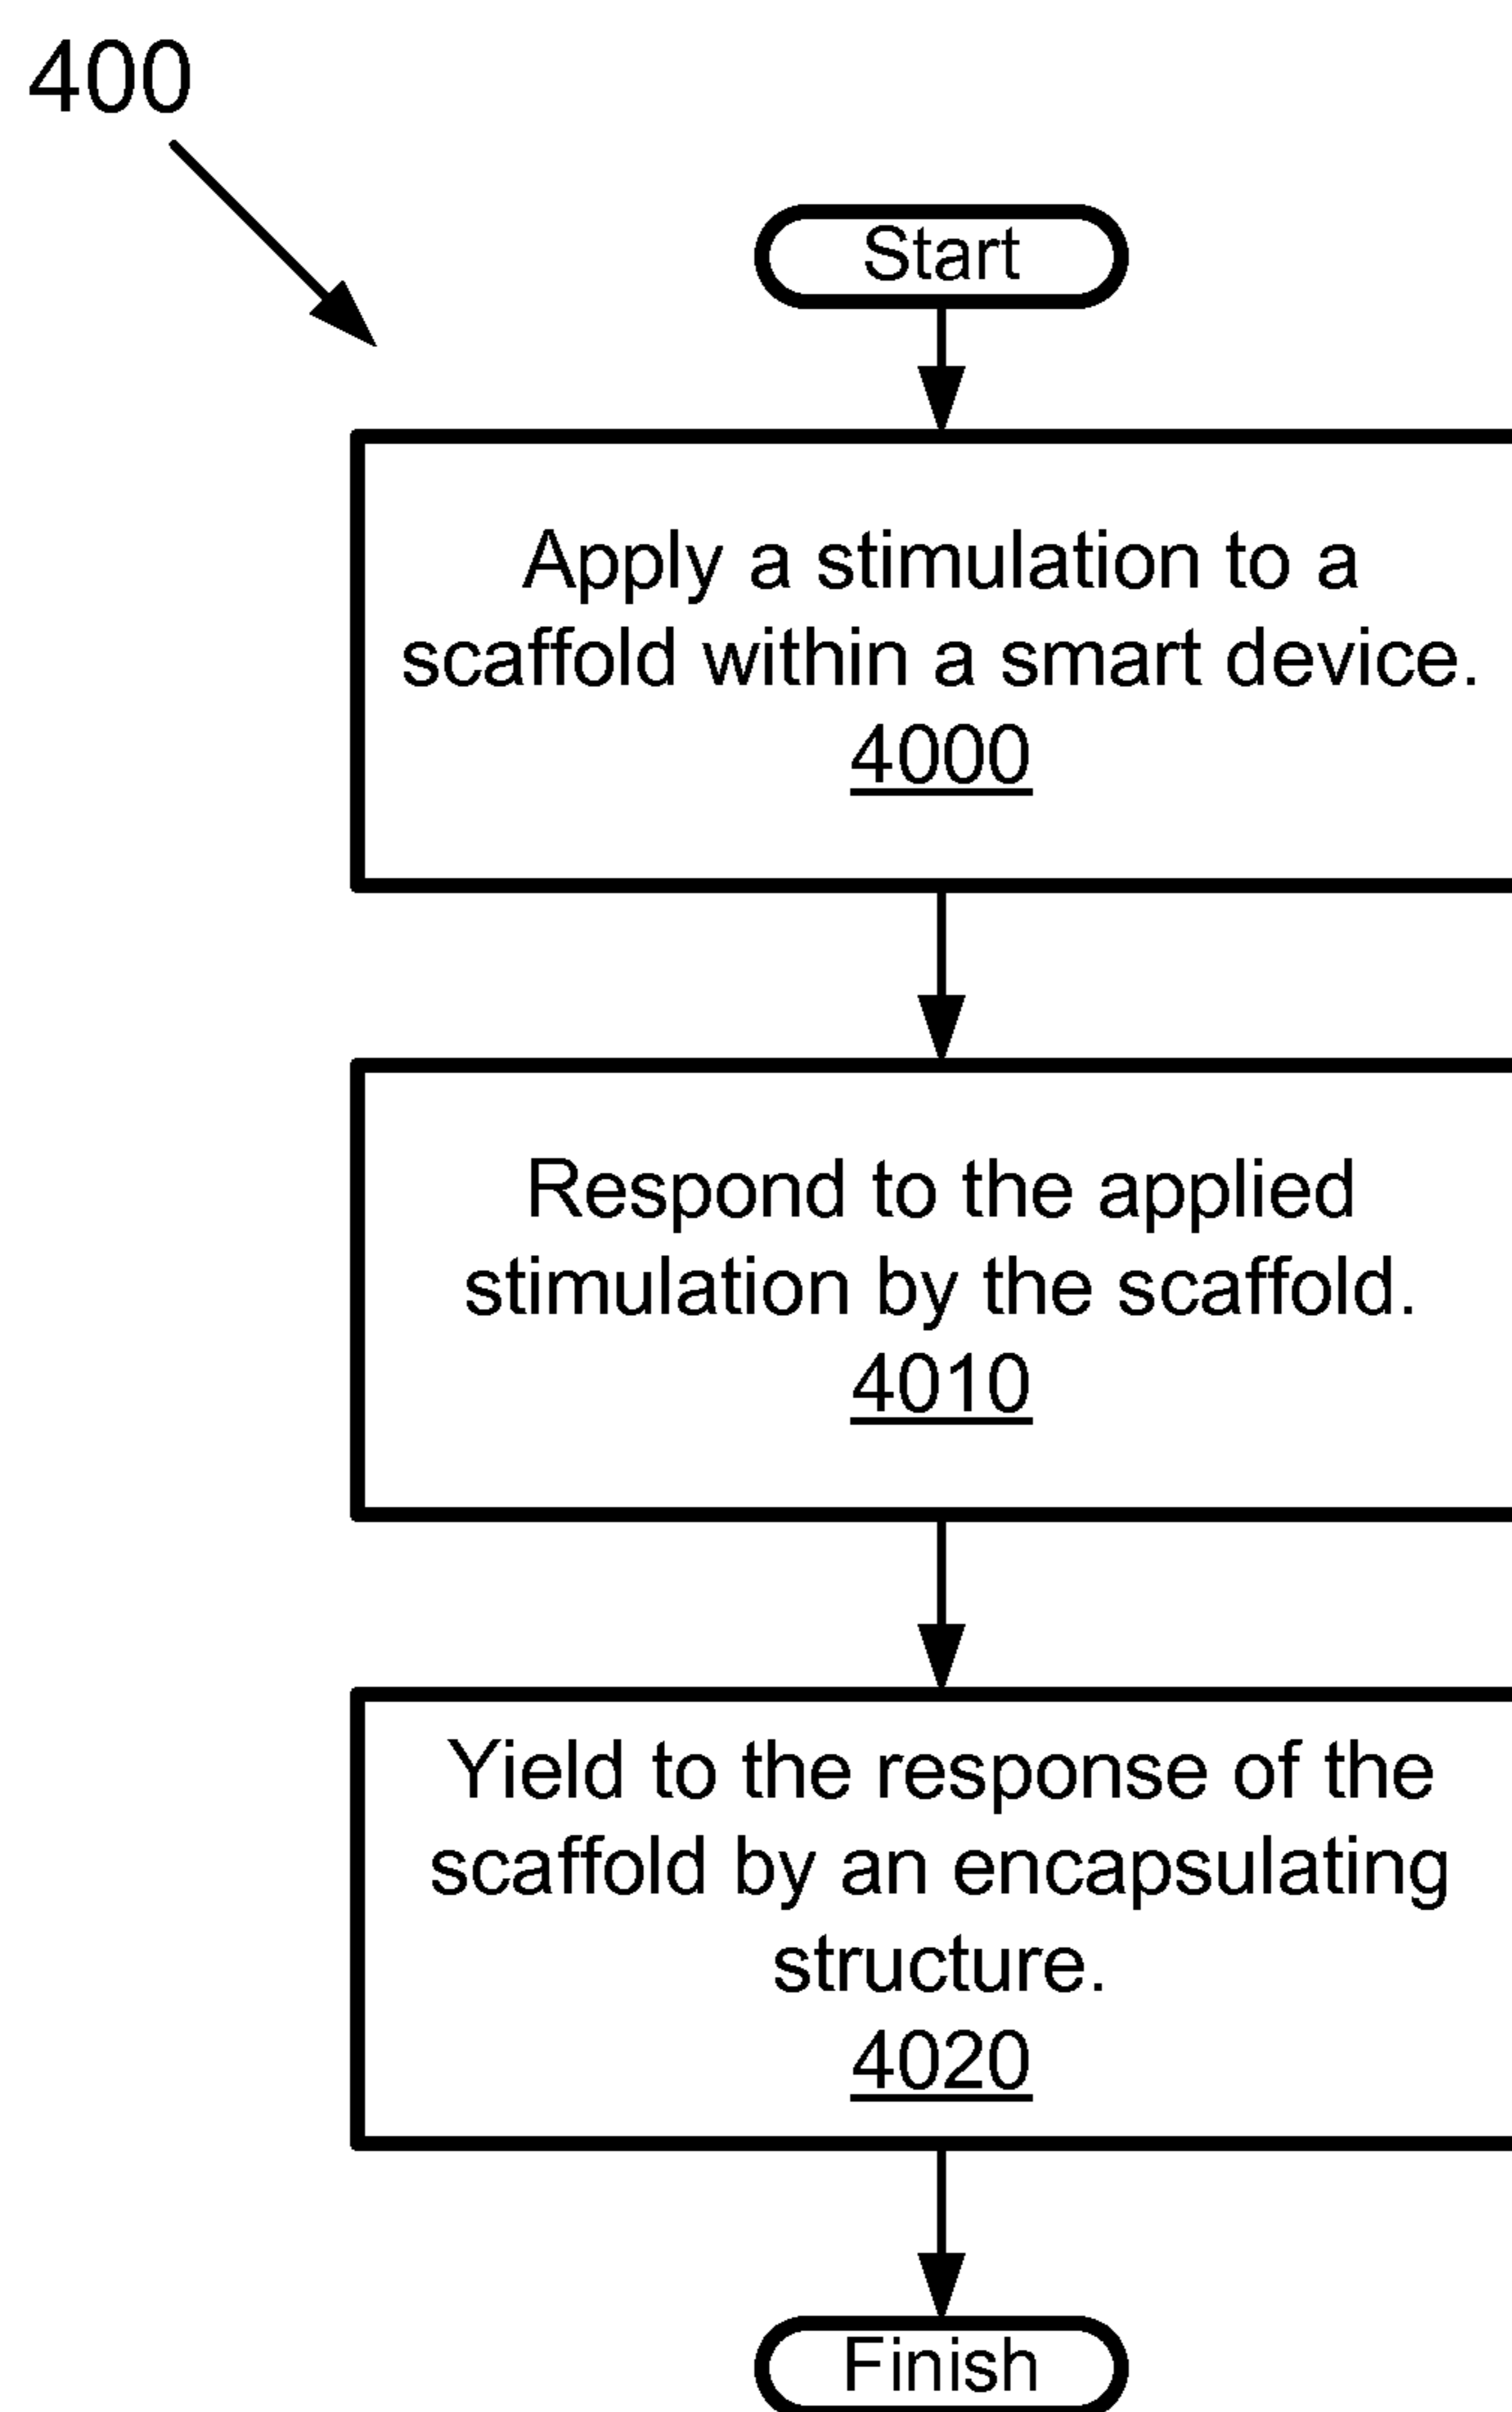 400
Start
Apply a stimulation to a
scaffold within a smart device.
4000
Respond to the applied
stimulation by the scaffold.
4010
Yield to the response of the
scaffold by an encapsulating
structure.
4020
Finish